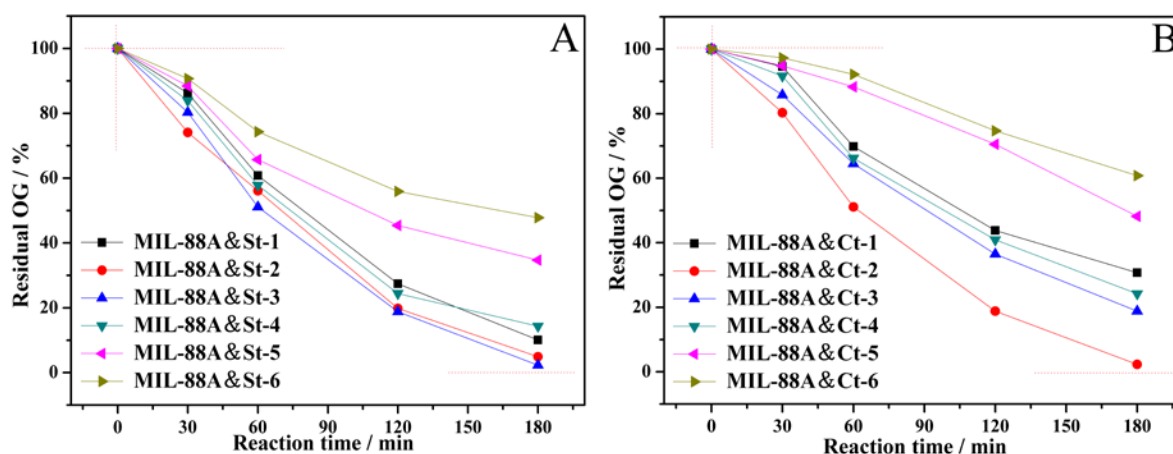 A
Residual OG / %
100
80
60
40
20
0
MIL-88A&St-1
MIL-88A&St-2
MIL-88A&St-3
MIL-88A&St-4
MIL-88A&St-5
MIL-88A&St-6
0 30 60 90 120 150 180
Reaction time / min
B
Residual OG / %
100
80
60
40
20
0
MIL-88A&Ct-1
MIL-88A&Ct-2
MIL-88A&Ct-3
MIL-88A&Ct-4
MIL-88A&Ct-5
MIL-88A&Ct-6
0 30 60 90 120 150 180
Reaction time / min